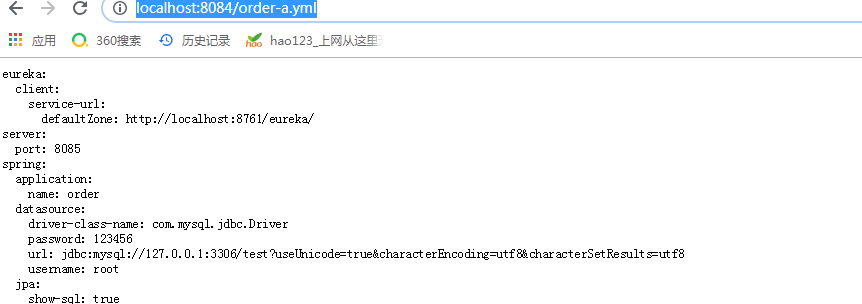 localhost:8084/order-a.yml
应用 360搜索 历史记录 hao123_上网从这里
eureka:
  client:
    service-url:
      defaultZone: http://localhost:8761/eureka/
server:
  port: 8085
spring:
  application:
    name: order
  datasource:
    driver-class-name: com.mysql.jdbc.Driver
    password: 123456
    url: jdbc:mysql://127.0.0.1:3306/test?useUnicode=true&characterEncoding=utf8&characterSetResults=utf8
    username: root
  jpa:
    show-sql: true